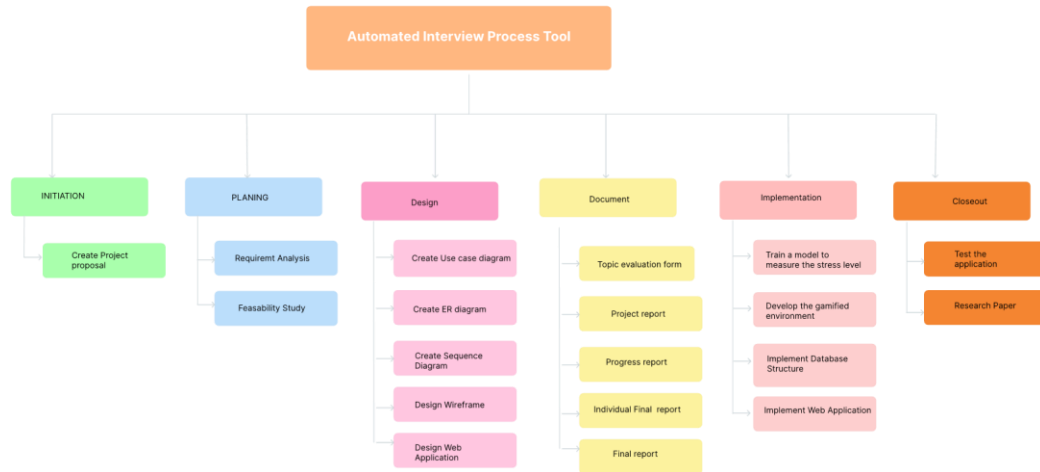 Automated Interview Process Tool
INITIATION
PLANING
Design
Document
Implementation
Closeout
Create Project
proposal
Requiremt Analysis
Feasability Study
Create Use case diagram
Create ER diagram
Create Sequence
Diagram
Design Wireframe
Design Web
Application
Topic evaluation form
Project report
Progress report
Individual Final report
Final report
Train a model to
measure the stress level
Develop the gamified
environment
Implement Database
Structure
Implement Web Application
Test the
application
Research Paper